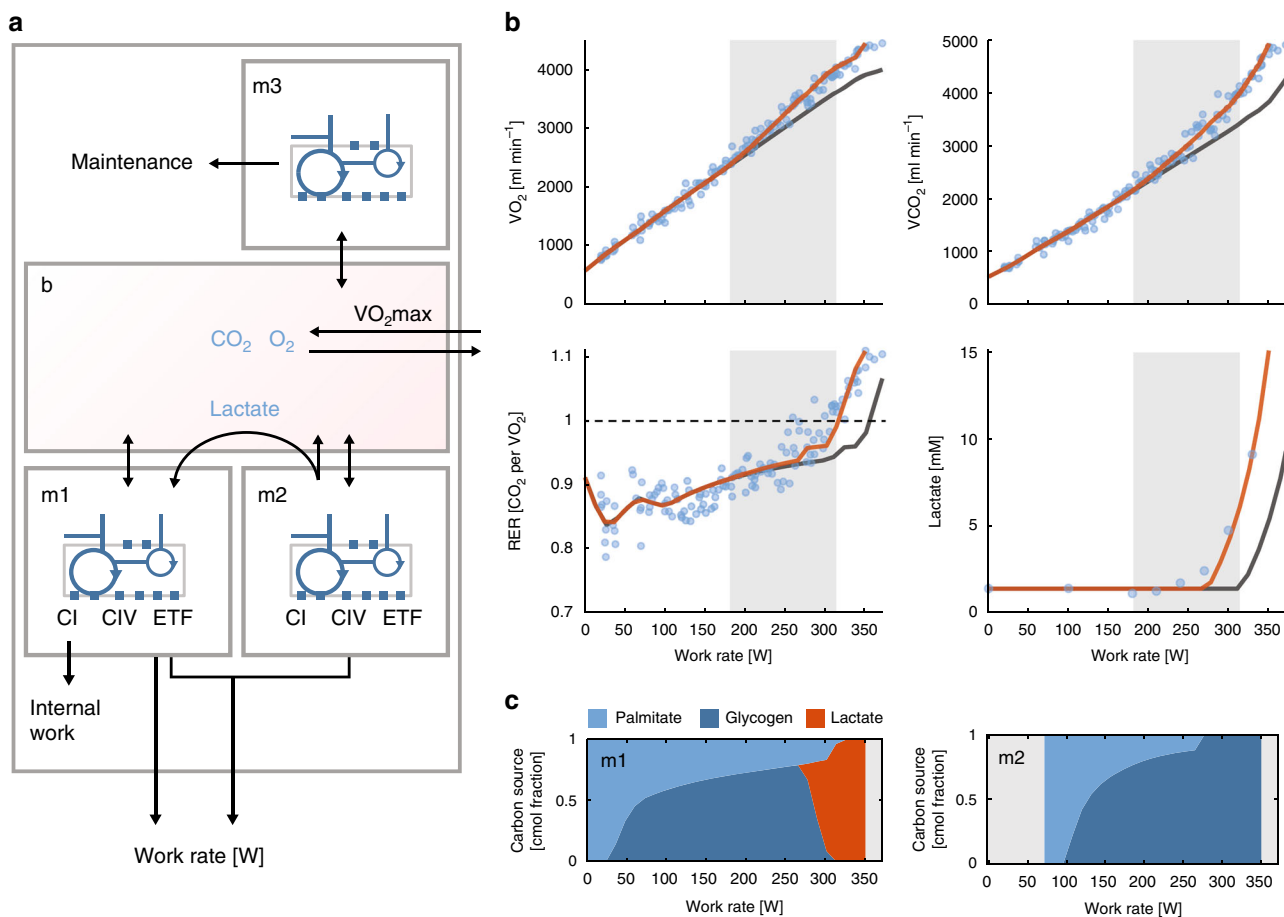 a
m3
Maintenance
b
VO2max
CO2 O2
Lactate
m1
m2
CI CIV ETF
CI CIV ETF
Internal
work
Work rate [W]
b
VO2 [ml min−1]
4000
3000
2000
1000
0
VCO2 [ml min−1]
5000
4000
3000
2000
1000
0
RER [CO2 per VO2]
1.1
1
0.9
0.8
0.7
0 50 100 150 200 250 300 350
Work rate [W]
Lactate [mM]
15
10
5
0
0 50 100 150 200 250 300 350
Work rate [W]
c
Palmitate Glycogen Lactate
Carbon source
[cmol fraction]
1
0.5
0
m1
0 50 100 150 200 250 300 350
Work rate [W]
Carbon source
[cmol fraction]
1
0.5
0
m2
0 50 100 150 200 250 300 350
Work rate [W]